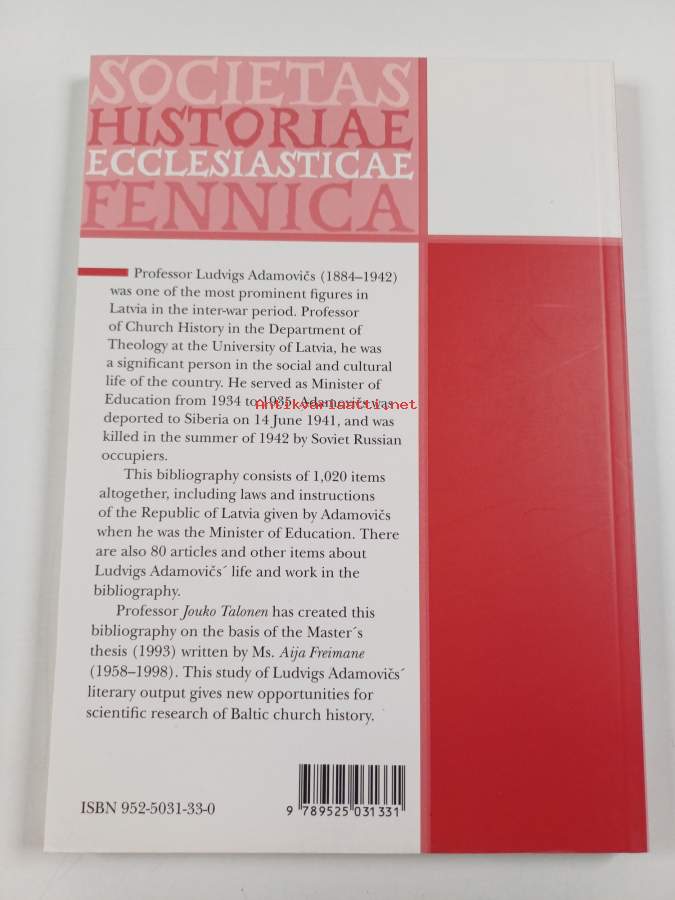 SOCIETAS
HISTORIAE
ECCLESIASTICAE
FENNICA
Professor Ludvigs Adamovičs (1884–1942)
was one of the most prominent figures in
Latvia in the inter-war period. Professor
of Church History in the Department of
Theology at the University of Latvia, he was
a significant person in the social and cultural
life of the country. He served as Minister of
Education from 1934 to 1935. Adamovičs was
antikvariaatti.net
deported to Siberia on 14 June 1941, and was
killed in the summer of 1942 by Soviet Russian
occupiers.
This bibliography consists of 1,020 items
altogether, including laws and instructions
of the Republic of Latvia given by Adamovičs
when he was the Minister of Education. There
are also 80 articles and other items about
Ludvigs Adamovičs´ life and work in the
bibliography.
Professor Jouko Talonen has created this
bibliography on the basis of the Master´s
thesis (1993) written by Ms. Aija Freimane
(1958–1998). This study of Ludvigs Adamovičs´
literary output gives new opportunities for
scientific research of Baltic church history.
ISBN 952-5031-33-0
9 789525 031331